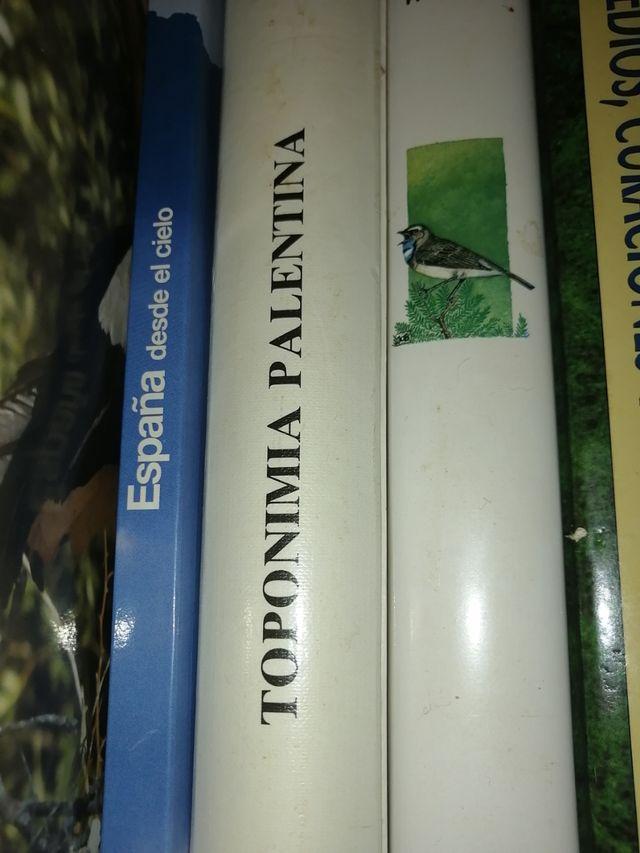 España desde el cielo
TOPONIMIA PALENTINA